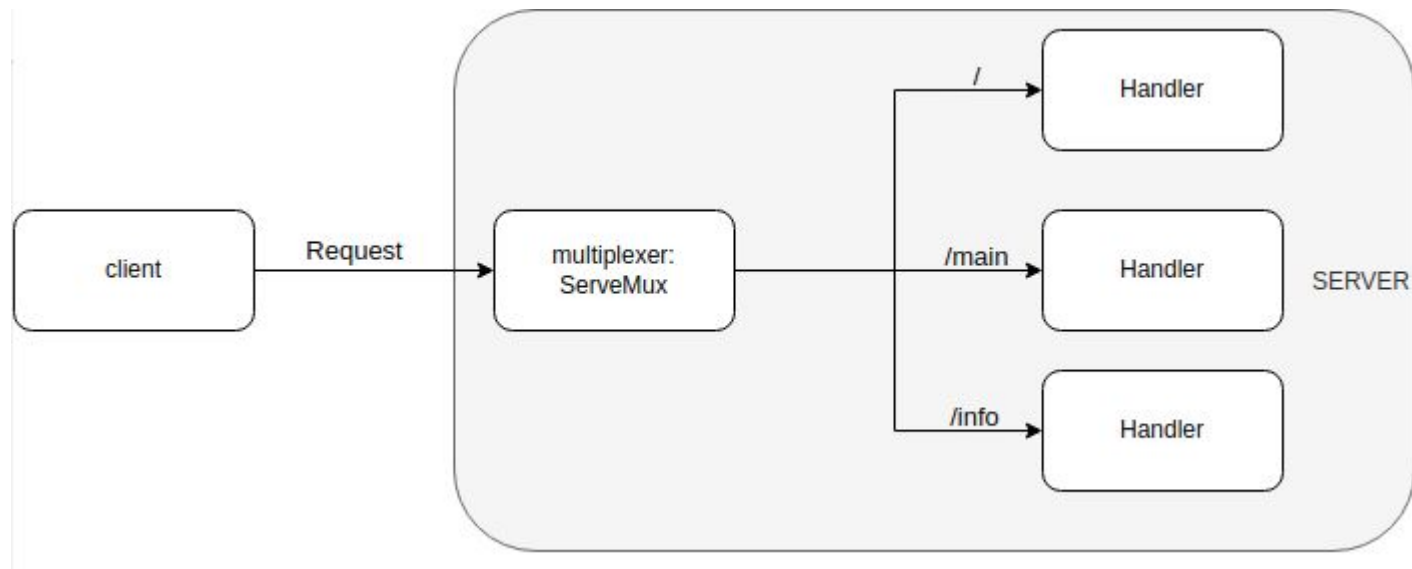 client
Request
multiplexer:
ServeMux
/
Handler
/main
Handler
SERVER
/info
Handler